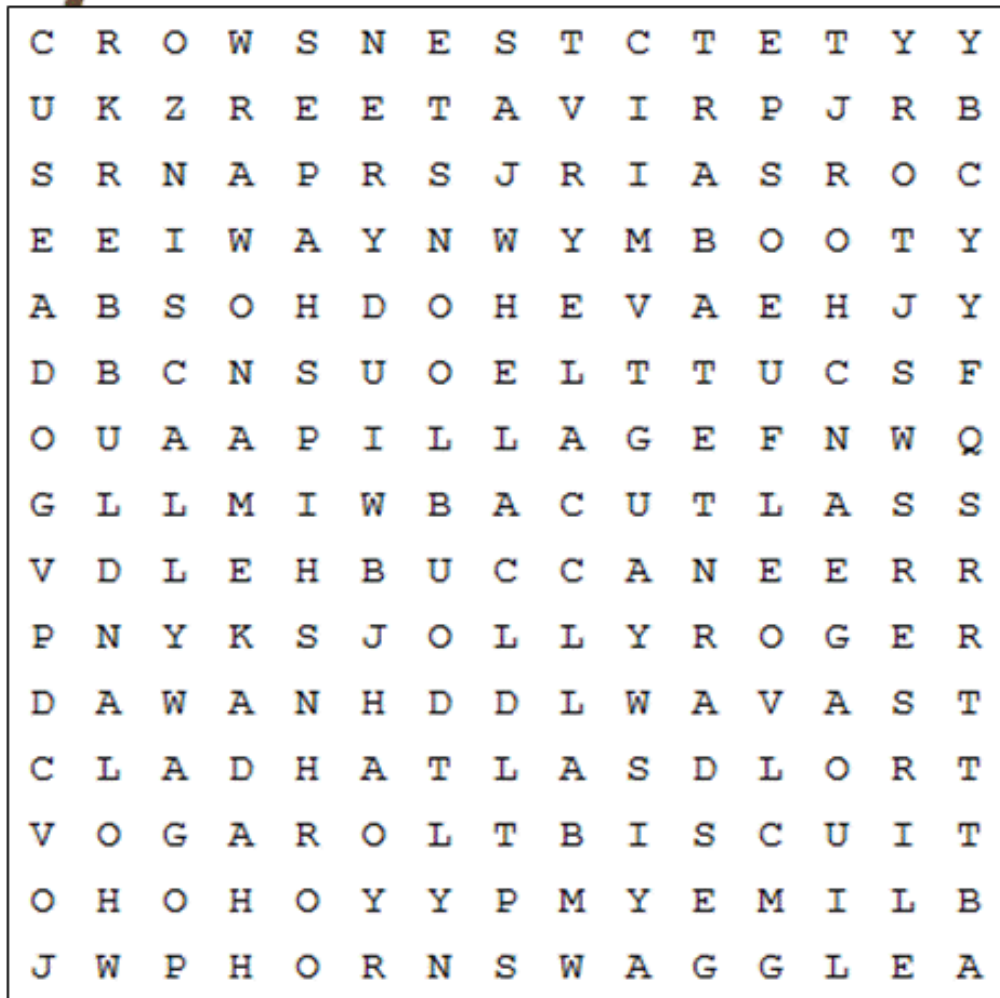 C R O W S N E S T C T E T Y Y
U K Z R E E T A V I R P J R B
S R N A P R S J R I A S R O C
E E I W A Y N W Y M B O O T Y
A B S O H D O H E V A E H J Y
D B C N S U O E L T T U C S F
O U A A P I L L A G E F N W Q
G L L M I W B A C U T L A S S
V D L E H B U C C A N E E R R
P N Y K S J O L L Y R O G E R
D A W A N H D D L W A V A S T
C L A D H A T L A S D L O R T
V O G A R O L T B I S C U I T
O H O H O Y Y P M Y E M I L B
J W P H O R N S W A G G L E A